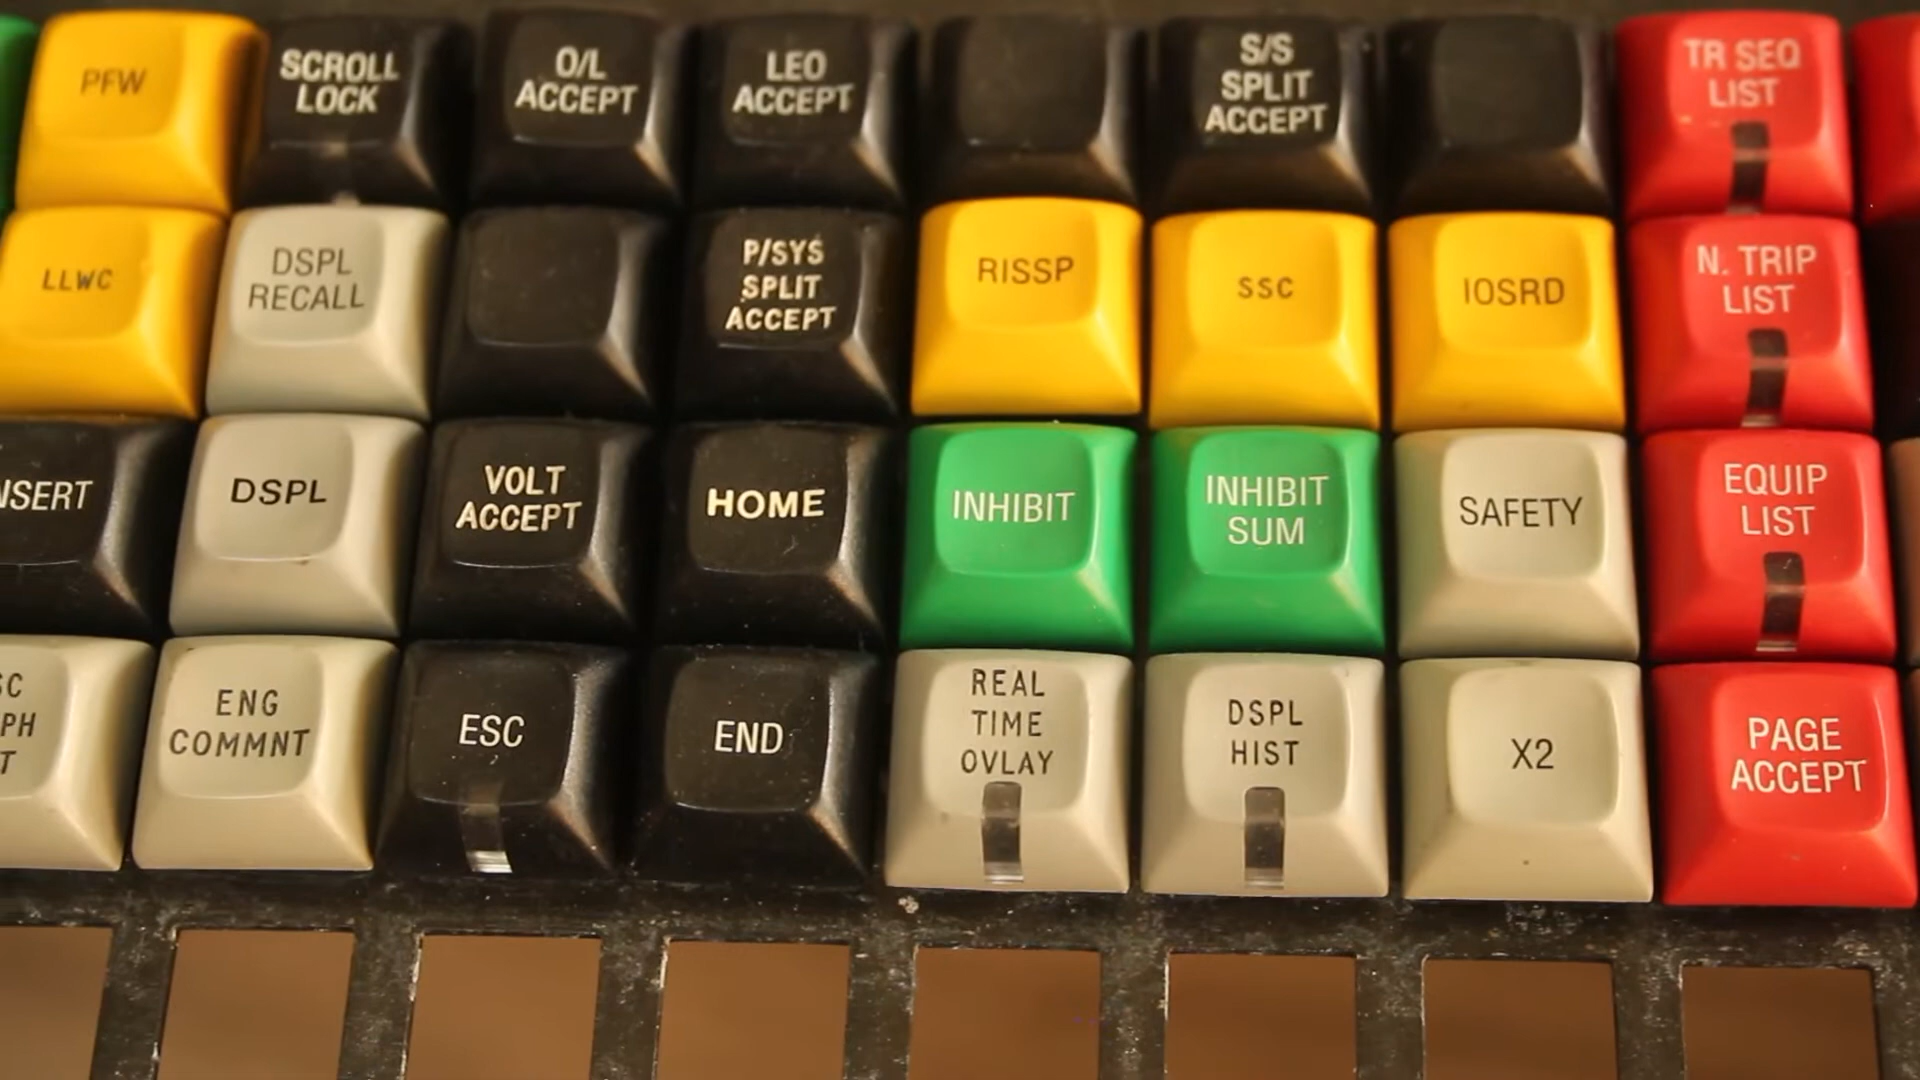 PFW
SCROLL
LOCK
O/L
ACCEPT
LEO
ACCEPT
S/S
SPLIT
ACCEPT
TR SEQ
LIST
LLWC
DSPL
RECALL
P/SYS
SPLIT
ACCEPT
RISSP
SSC
IOSRD
N. TRIP
LIST
NSERT
DSPL
VOLT
ACCEPT
HOME
INHIBIT
INHIBIT
SUM
SAFETY
EQUIP
LIST
SC
PH
T
ENG
COMMNT
ESC
END
REAL
TIME
OVLAY
DSPL
HIST
X2
PAGE
ACCEPT